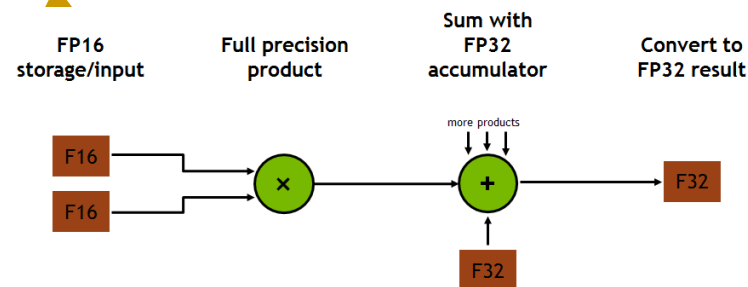 FP16
storage/input
Full precision
product
Sum with
FP32
accumulator
Convert to
FP32 result
more products
F16
F16
×
+
F32
F32